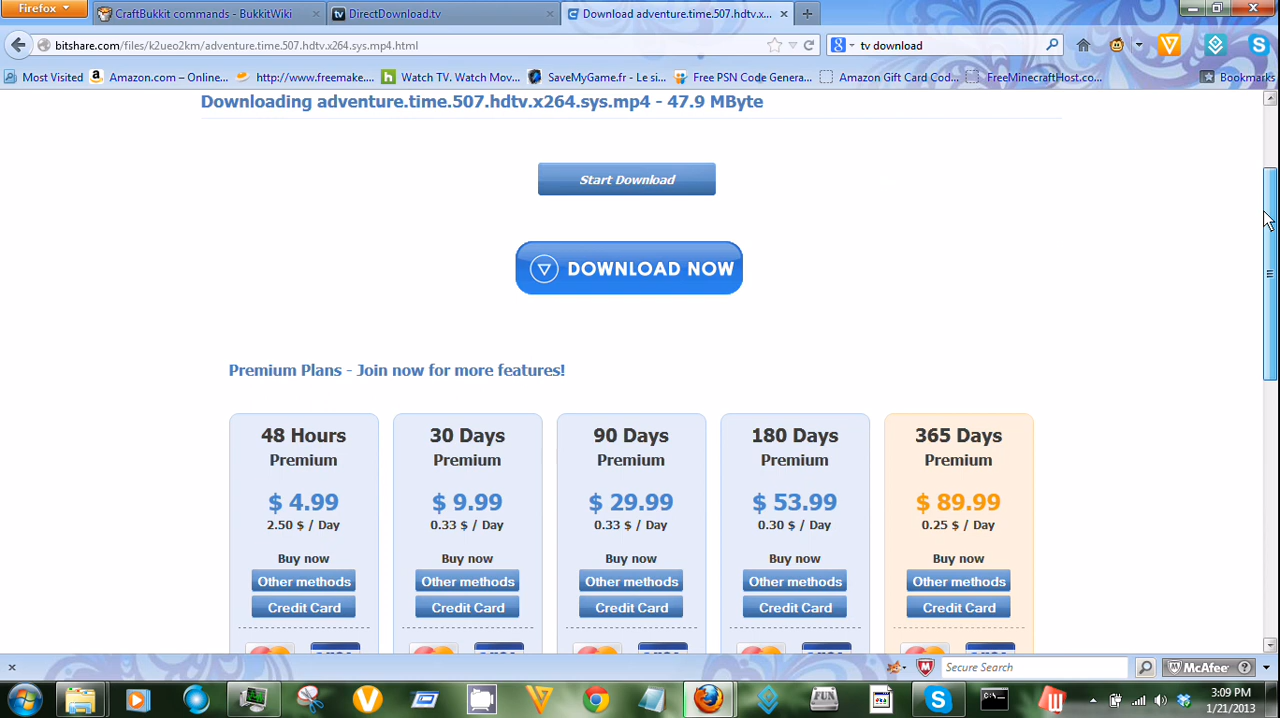 Firefox
CraftBukkit commands - BukkitWiki
DirectDownload.tv
Download adventure.time.507.hdtv.x...
bitshare.com/files/k2ueo2km/adventure.time.507.hdtv.x264.sys.mp4.html
tv download
Most Visited
Amazon.com – Online...
http://www.freemake....
Watch TV. Watch Mov...
SaveMyGame.fr - Le si...
Free PSN Code Genera...
Amazon Gift Card Cod...
FreeMinecraftHost.co...
Bookmarks
Downloading adventure.time.507.hdtv.x264.sys.mp4 - 47.9 MByte
Start Download
DOWNLOAD NOW
Premium Plans - Join now for more features!
48 Hours 30 Days 90 Days 180 Days 365 Days
Premium Premium Premium Premium Premium
$ 4.99 $ 9.99 $ 29.99 $ 53.99 $ 89.99
2.50 $ / Day 0.33 $ / Day 0.33 $ / Day 0.30 $ / Day 0.25 $ / Day
Buy now Buy now Buy now Buy now Buy now
Other methods Other methods Other methods Other methods Other methods
Credit Card Credit Card Credit Card Credit Card Credit Card
Secure Search
McAfee
FUN
3:09 PM
1/21/2013